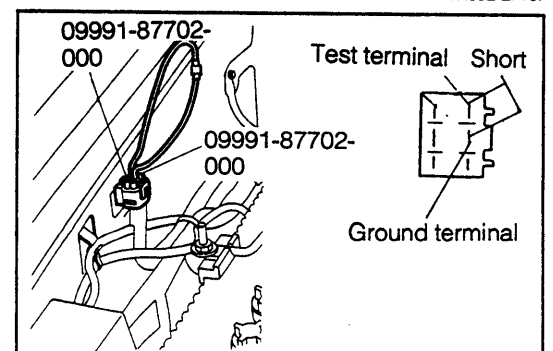 09991-87702-
000
09991-87702-
000
Test terminal
Short
Ground terminal